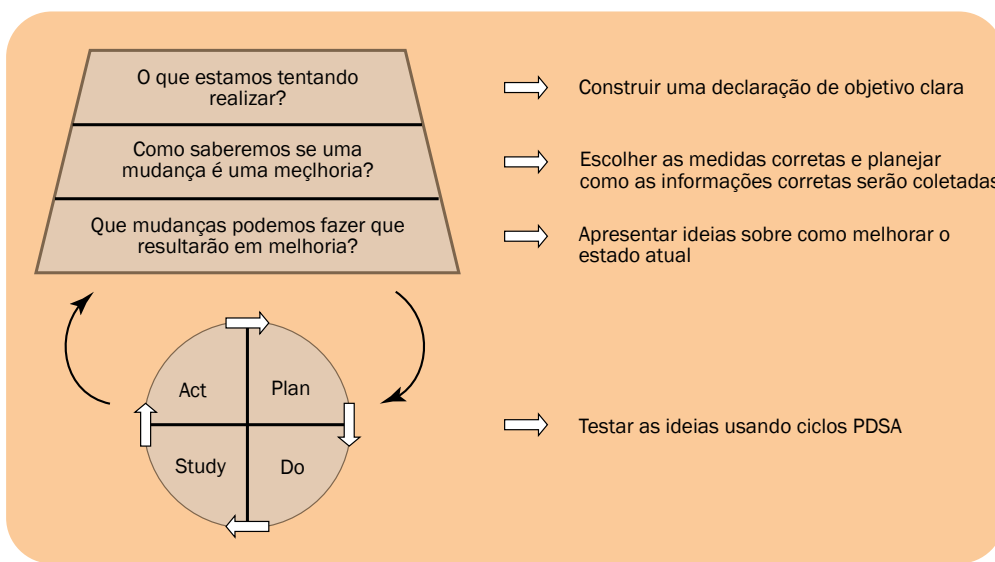 O que estamos tentando
realizar?
Construir uma declaração de objetivo clara
Como saberemos se uma
mudança é uma meçlhoria?
Escolher as medidas corretas e planejar
como as informações corretas serão coletadas
Que mudanças podemos fazer que
resultarão em melhoria?
Apresentar ideias sobre como melhorar o
estado atual
Act
Plan
Study
Do
Testar as ideias usando ciclos PDSA